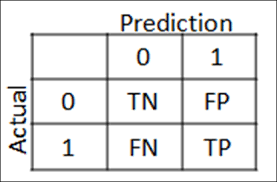 Prediction
0 1
Actual
0 TN FP
1 FN TP